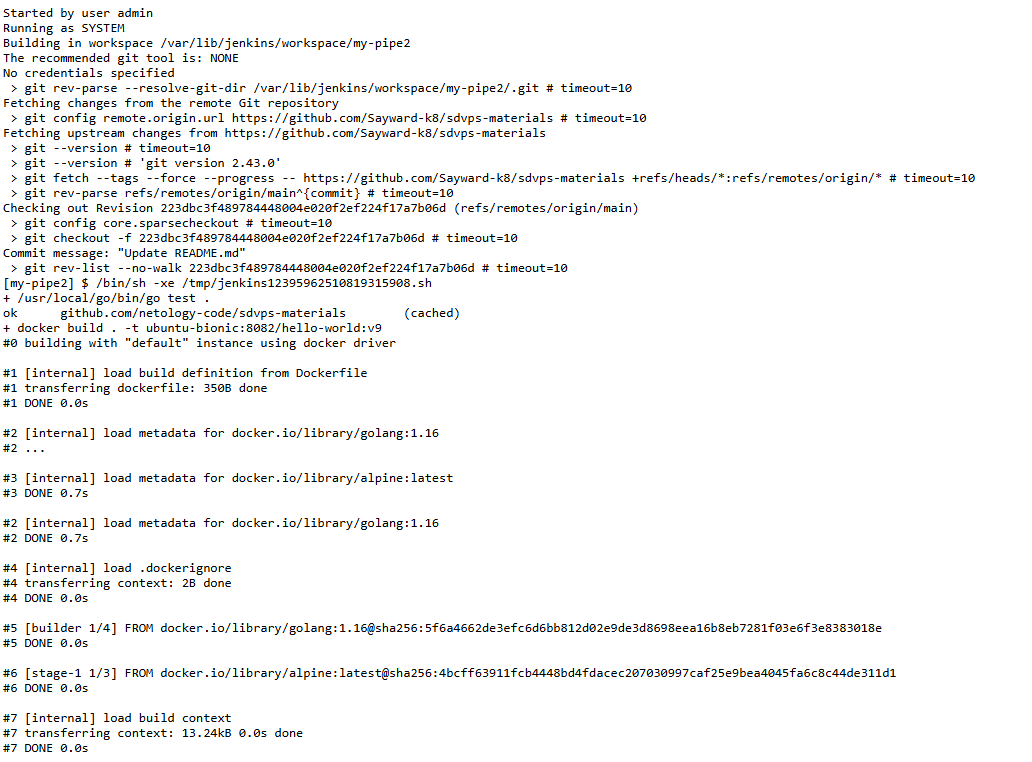 Started by user admin
Running as SYSTEM
Building in workspace /var/lib/jenkins/workspace/my-pipe2
The recommended git tool is: NONE
No credentials specified
 > git rev-parse --resolve-git-dir /var/lib/jenkins/workspace/my-pipe2/.git # timeout=10
Fetching changes from the remote Git repository
 > git config remote.origin.url https://github.com/Sayward-k8/sdvps-materials # timeout=10
Fetching upstream changes from https://github.com/Sayward-k8/sdvps-materials
 > git --version # timeout=10
 > git --version # 'git version 2.43.0'
 > git fetch --tags --force --progress -- https://github.com/Sayward-k8/sdvps-materials +refs/heads/*:refs/remotes/origin/* # timeout=10
 > git rev-parse refs/remotes/origin/main^{commit} # timeout=10
Checking out Revision 223dbc3f489784448004e020f2ef224f17a7b06d (refs/remotes/origin/main)
 > git config core.sparsecheckout # timeout=10
 > git checkout -f 223dbc3f489784448004e020f2ef224f17a7b06d # timeout=10
Commit message: "Update README.md"
 > git rev-list --no-walk 223dbc3f489784448004e020f2ef224f17a7b06d # timeout=10
[my-pipe2] $ /bin/sh -xe /tmp/jenkins12395962510819315908.sh
+ /usr/local/go/bin/go test .
ok  	github.com/netology-code/sdvps-materials	(cached)
+ docker build . -t ubuntu-bionic:8082/hello-world:v9
#0 building with "default" instance using docker driver

#1 [internal] load build definition from Dockerfile
#1 transferring dockerfile: 350B done
#1 DONE 0.0s

#2 [internal] load metadata for docker.io/library/golang:1.16
#2 ...

#3 [internal] load metadata for docker.io/library/alpine:latest
#3 DONE 0.7s

#2 [internal] load metadata for docker.io/library/golang:1.16
#2 DONE 0.7s

#4 [internal] load .dockerignore
#4 transferring context: 2B done
#4 DONE 0.0s

#5 [builder 1/4] FROM docker.io/library/golang:1.16@sha256:5f6a4662de3efc6d6bb812d02e9de3d8698eea16b8eb7281f03e6f3e8383018e
#5 DONE 0.0s

#6 [stage-1 1/3] FROM docker.io/library/alpine:latest@sha256:4bcff63911fcb4448bd4fdacec207030997caf25e9bea4045fa6c8c44de311d1
#6 DONE 0.0s

#7 [internal] load build context
#7 transferring context: 13.24kB 0.0s done
#7 DONE 0.0s